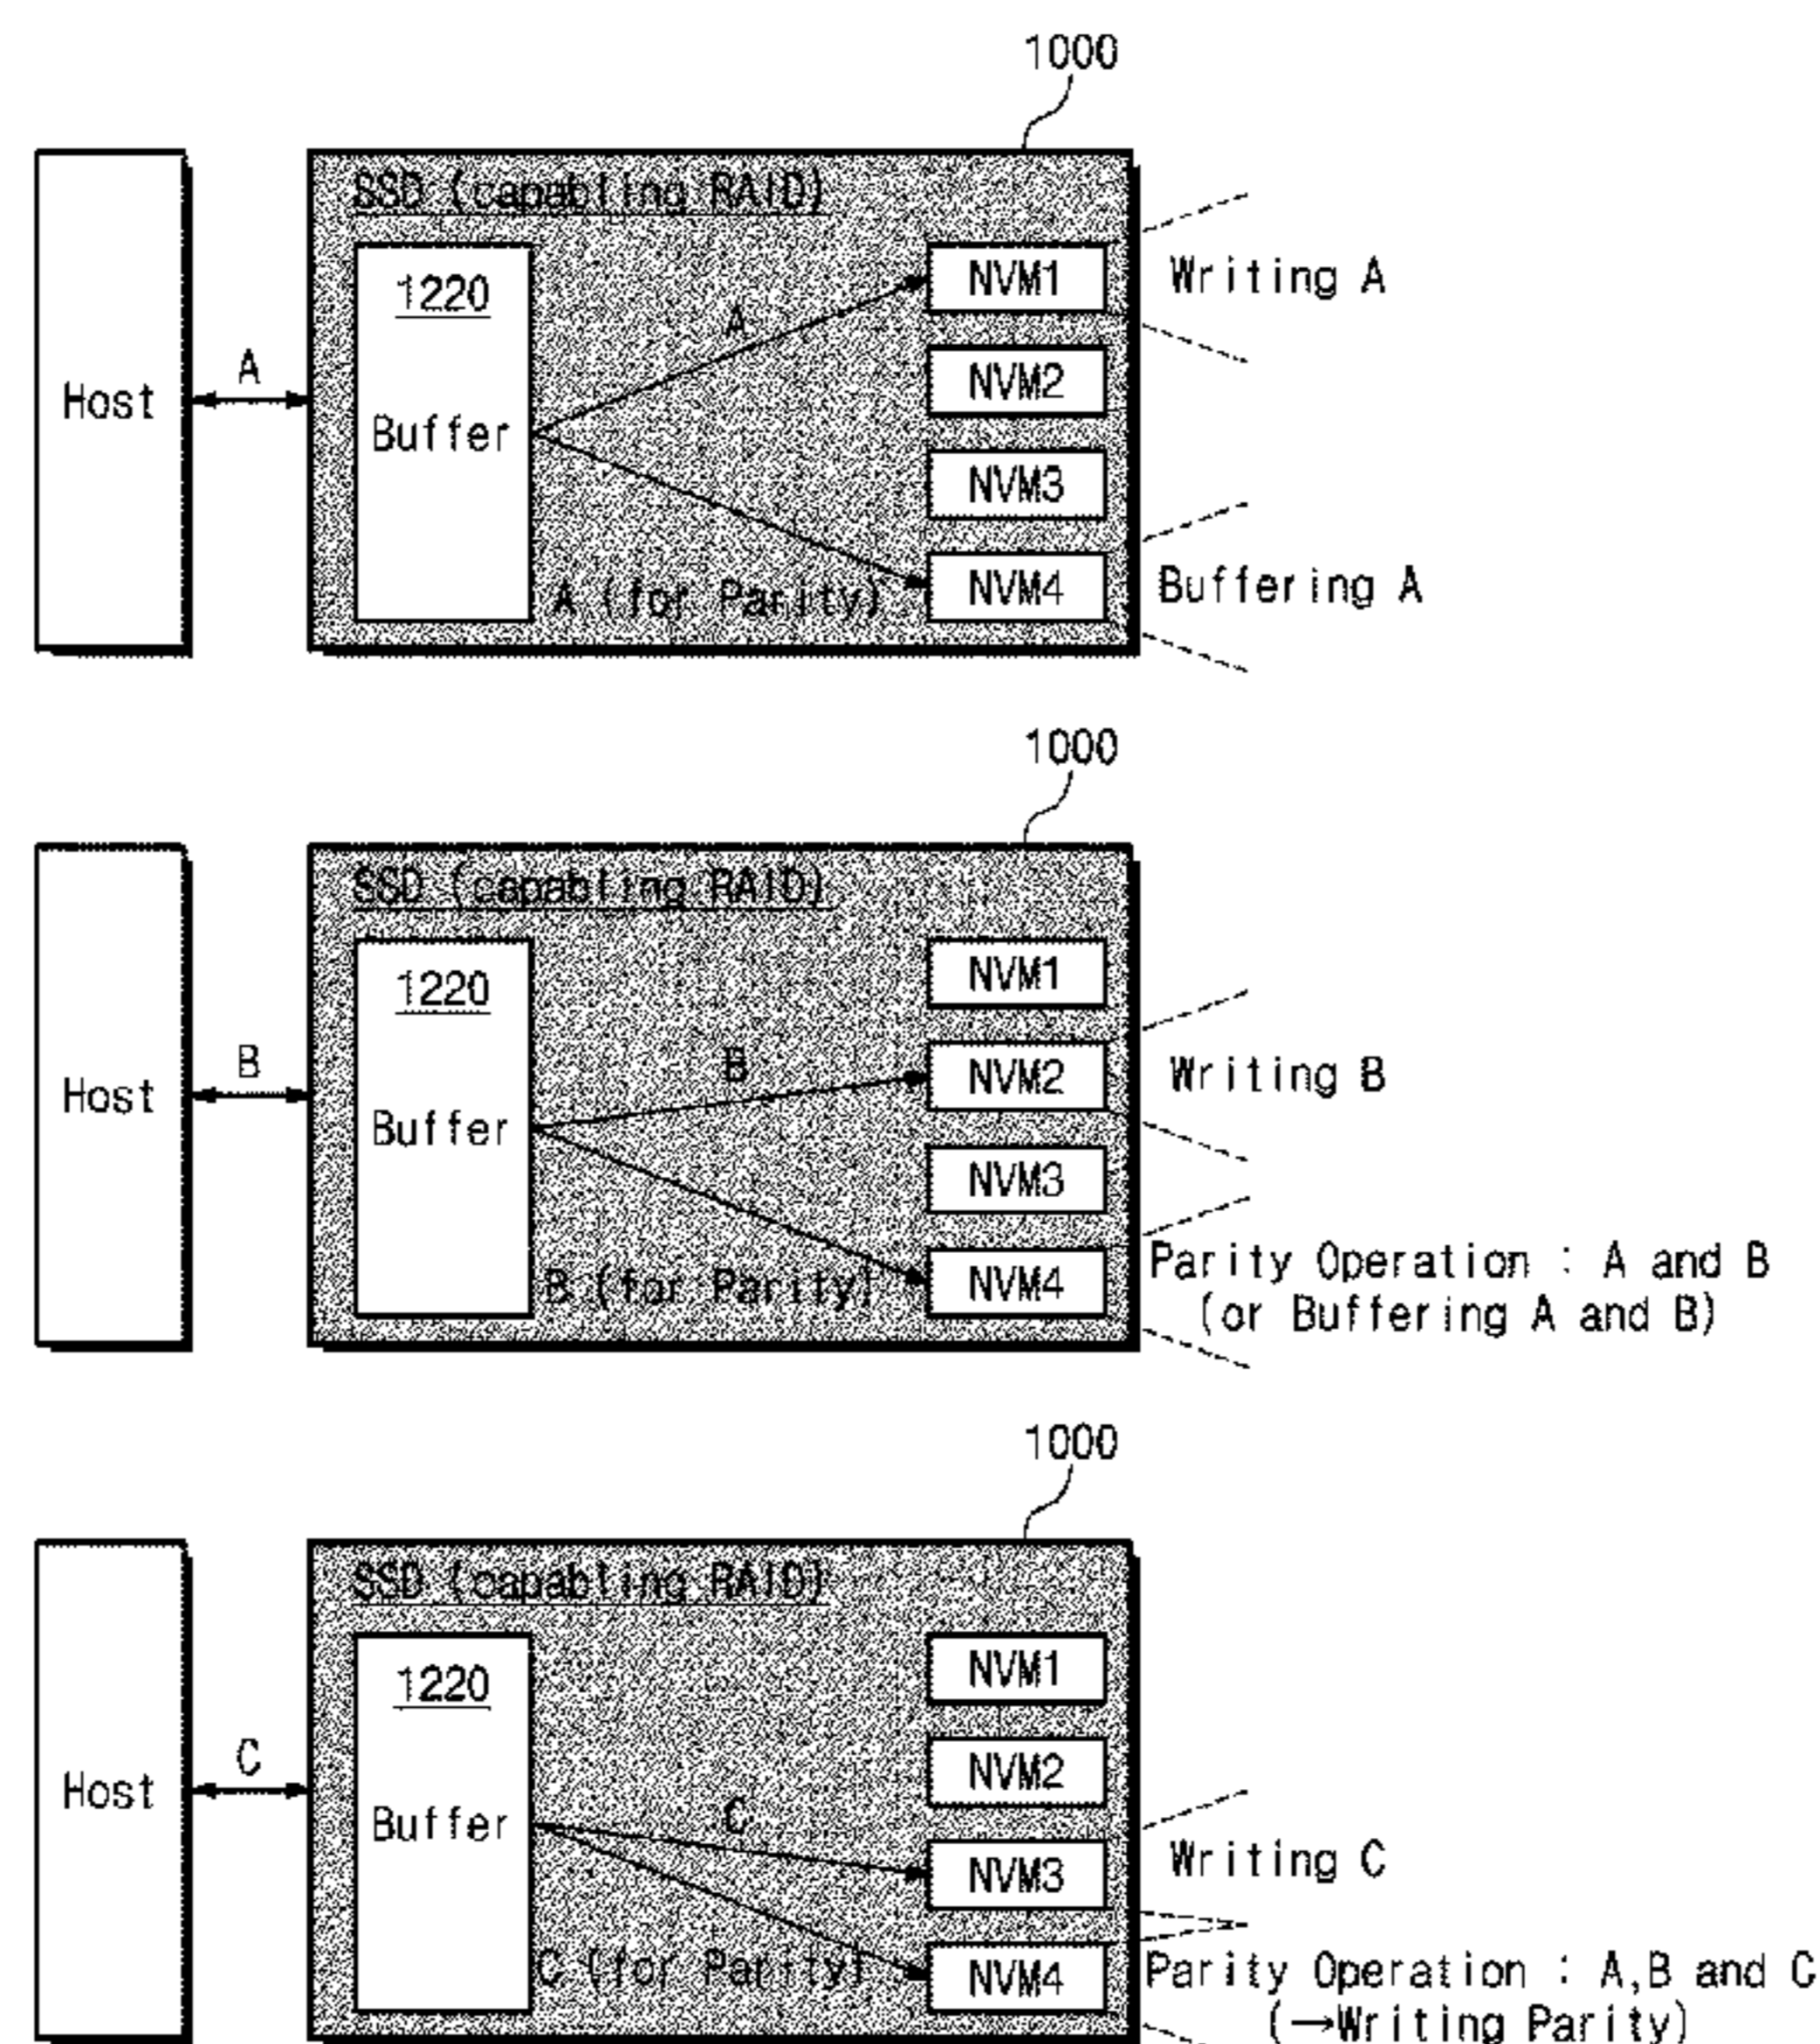 1000
SSD (capabling RAID)
1220
NVM1
Writing A
A
A
NVM2
Host
Buffer
NVM3
A (for Parity)
NVM4
Buffering A
1000
SSD (capabling RAID)
1220
NVM1
B
B
NVM2
Writing B
Host
Buffer
NVM3
B (for Parity)
NVM4
Parity Operation : A and B
(or Buffering A and B)
1000
SSD (capabling RAID)
1220
NVM1
C
NVM2
Host
Buffer
C
NVM3
Writing C
C (for Parity)
NVM4
Parity Operation : A,B and C
(→Writing Parity)